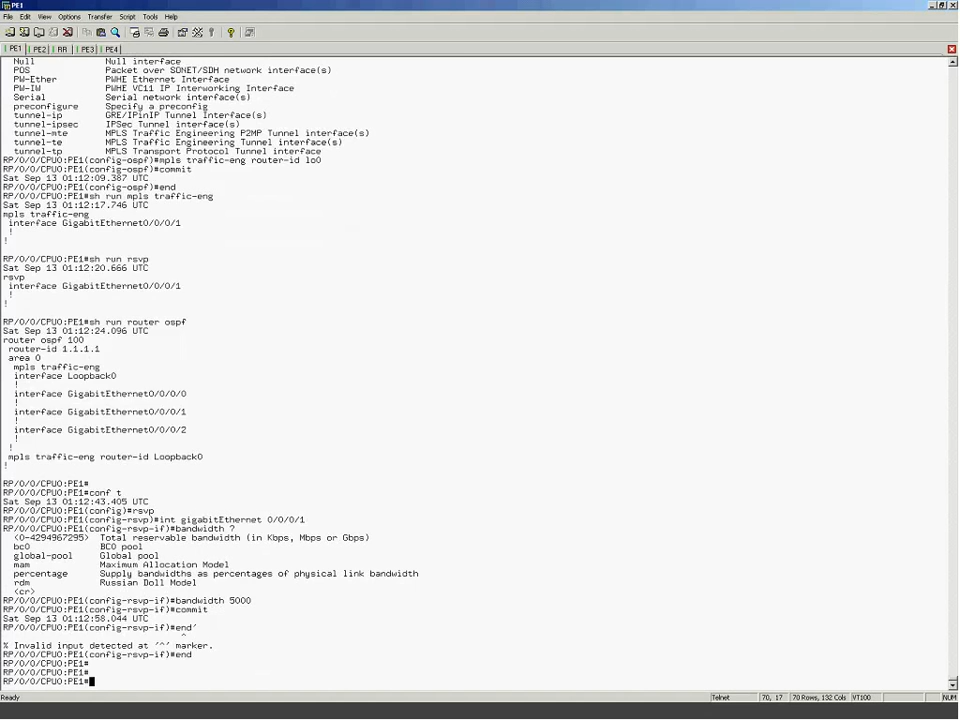 PE1
File Edit View Options Transfer Script Tools Help
PE1 PE2 RR PE3 PE4
Null Null interface
POS Packet over SONET/SDH network interface(s)
PW-Ether PWHE Ethernet Interface
PW-IW PWHE VC11 IP Interworking Interface
Serial Serial network interface(s)
preconfigure Specify a preconfig
tunnel-ip GRE/IPinIP Tunnel Interface(s)
tunnel-ipsec IPSec Tunnel interface(s)
tunnel-mte MPLS Traffic Engineering P2MP Tunnel interface(s)
tunnel-te MPLS Traffic Engineering Tunnel interface(s)
tunnel-tp MPLS Transport Protocol Tunnel interface
RP/0/0/CPU0:PE1(config-ospf)#mpls traffic-eng router-id lo0
RP/0/0/CPU0:PE1(config-ospf)#commit
Sat Sep 13 01:12:09.387 UTC
RP/0/0/CPU0:PE1(config-ospf)#end
RP/0/0/CPU0:PE1#sh run mpls traffic-eng
Sat Sep 13 01:12:17.746 UTC
mpls traffic-eng
interface GigabitEthernet0/0/0/1
!
!
RP/0/0/CPU0:PE1#sh run rsvp
Sat Sep 13 01:12:20.666 UTC
rsvp
interface GigabitEthernet0/0/0/1
!
!
RP/0/0/CPU0:PE1#sh run router ospf
Sat Sep 13 01:12:24.096 UTC
router ospf 100
router-id 1.1.1.1
area 0
mpls traffic-eng
interface Loopback0
!
interface GigabitEthernet0/0/0/0
!
interface GigabitEthernet0/0/0/1
!
interface GigabitEthernet0/0/0/2
!
!
mpls traffic-eng router-id Loopback0
!
RP/0/0/CPU0:PE1#
RP/0/0/CPU0:PE1#conf t
Sat Sep 13 01:12:43.405 UTC
RP/0/0/CPU0:PE1(config)#rsvp
RP/0/0/CPU0:PE1(config-rsvp)#int gigabitEthernet 0/0/0/1
RP/0/0/CPU0:PE1(config-rsvp-if)#bandwidth ?
<0-4294967295> Total reservable bandwidth (in Kbps, Mbps or Gbps)
bc0 BC0 pool
global-pool Global pool
mam Maximum Allocation Model
percentage Supply bandwidths as percentages of physical link bandwidth
rdm Russian Doll Model
<cr>
RP/0/0/CPU0:PE1(config-rsvp-if)#bandwidth 5000
RP/0/0/CPU0:PE1(config-rsvp-if)#commit
Sat Sep 13 01:12:58.044 UTC
RP/0/0/CPU0:PE1(config-rsvp-if)#end'
^
% Invalid input detected at '^' marker.
RP/0/0/CPU0:PE1(config-rsvp-if)#end
RP/0/0/CPU0:PE1#
RP/0/0/CPU0:PE1#
RP/0/0/CPU0:PE1#
Telnet 70, 17 70 Rows, 132 Cols VT100 NUM